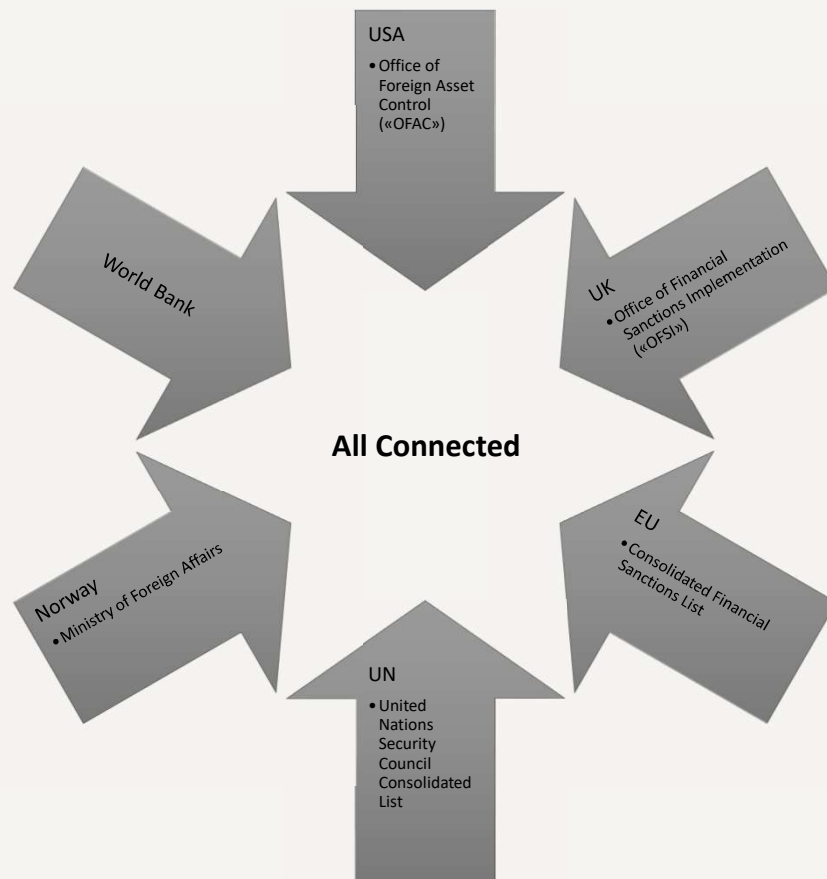 USA
• Office of
Foreign Asset
Control
(«OFAC»)
UK
• Office of Financial
Sanctions Implementation
(«OFSI»)
EU
• Consolidated Financial
Sanctions List
UN
• United
Nations
Security
Council
Consolidated
List
Norway
• Ministry of Foreign Affairs
World Bank
All Connected